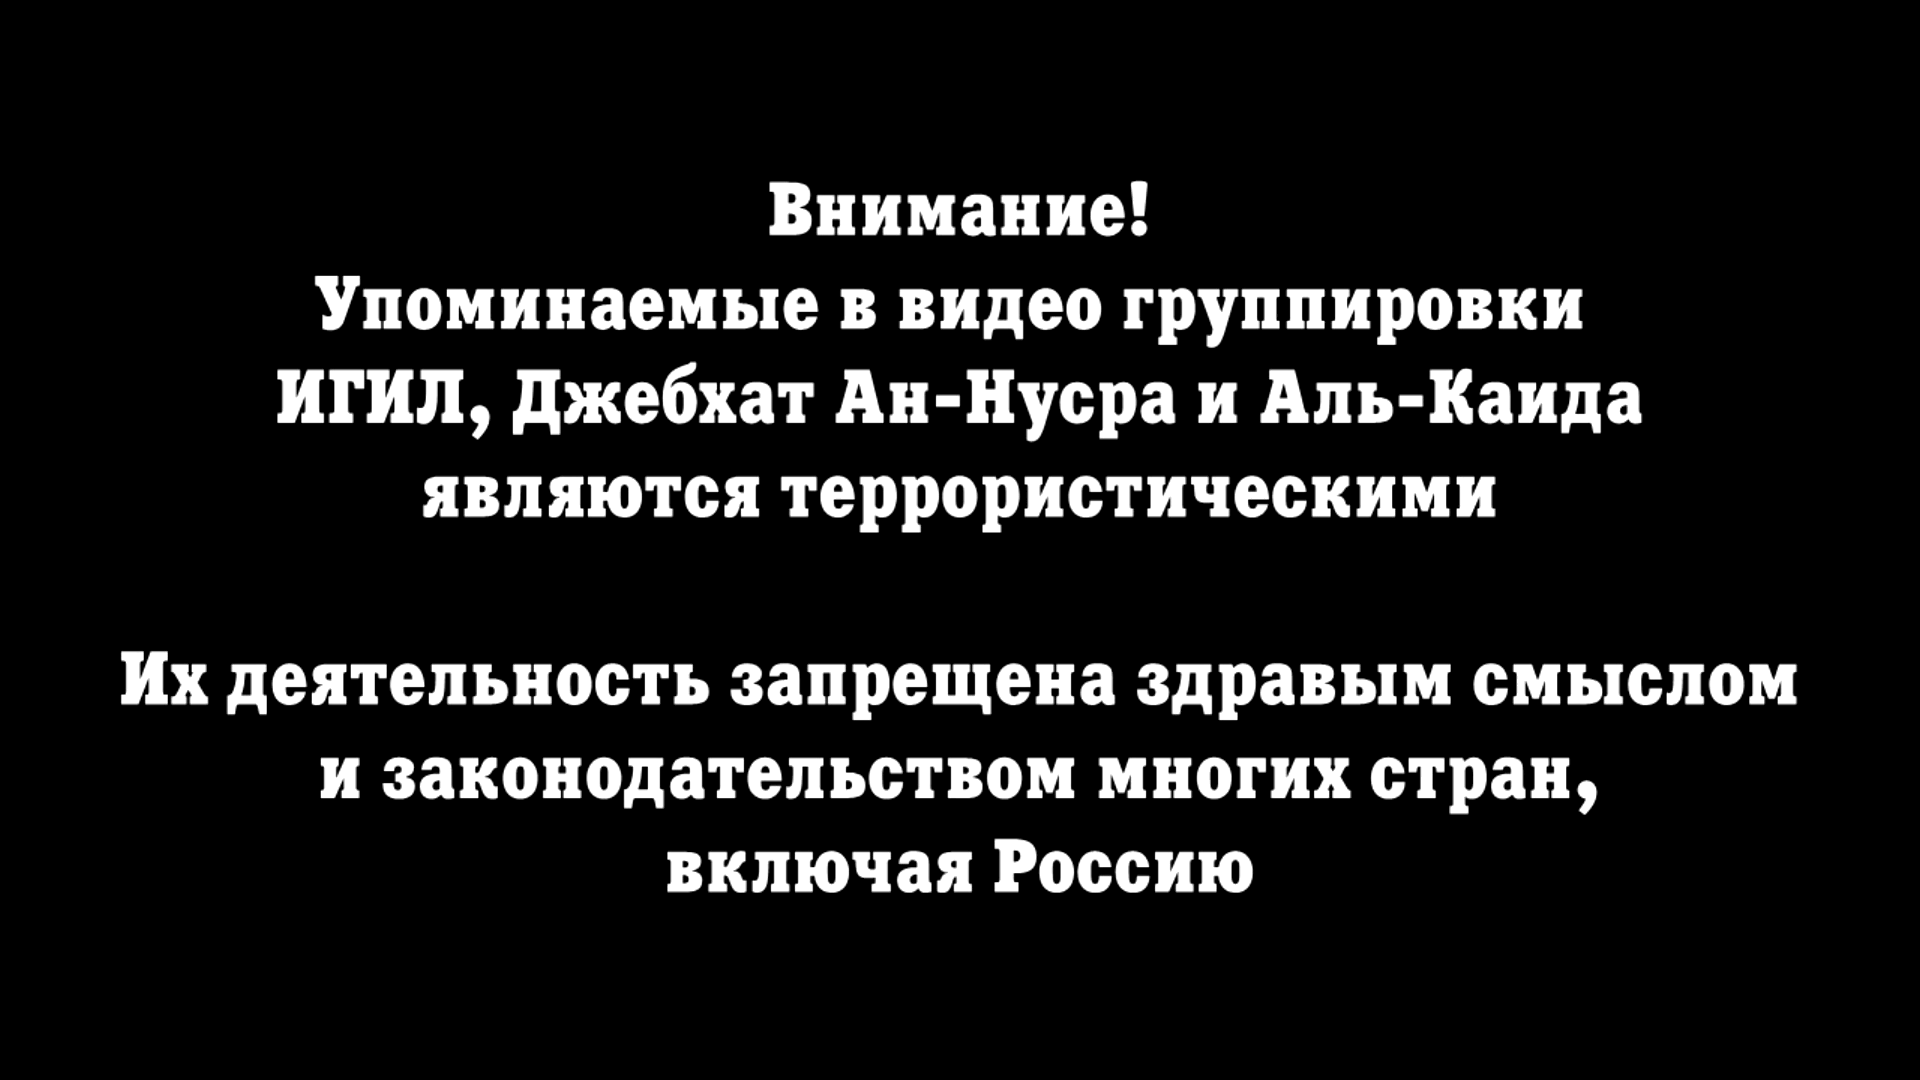 Внимание!
Упоминаемые в видео группировки
ИГИЛ, Джебхат Ан-Нусра и Аль-Каида
являются террористическими
Их деятельность запрещена здравым смыслом
и законодательством многих стран,
включая Россию